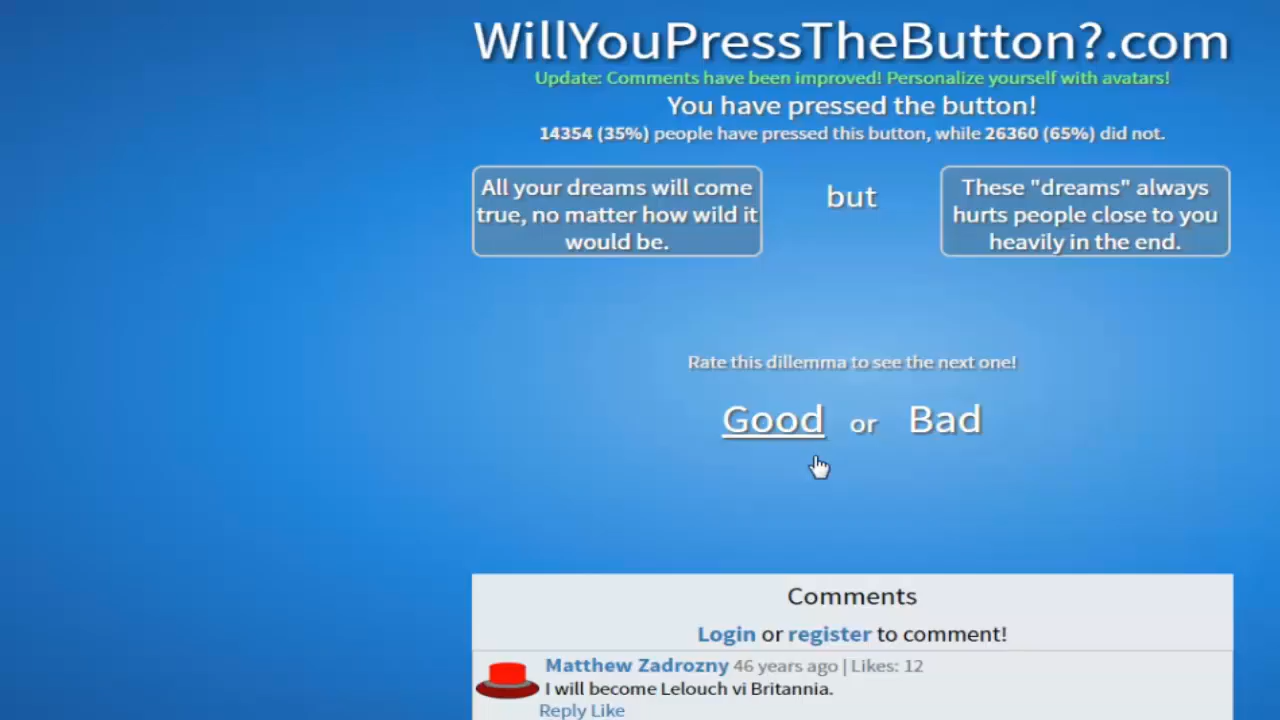 WillYouPressTheButton?.com
Update: Comments have been improved! Personalize yourself with avatars!
You have pressed the button!
14354 (35%) people have pressed this button, while 26360 (65%) did not.
All your dreams will come
true, no matter how wild it
would be.
but
These "dreams" always
hurts people close to you
heavily in the end.
Rate this dillemma to see the next one!
Good or Bad
Comments
Login or register to comment!
Matthew Zadrozny 46 years ago | Likes: 12
I will become Lelouch vi Britannia.
Reply Like